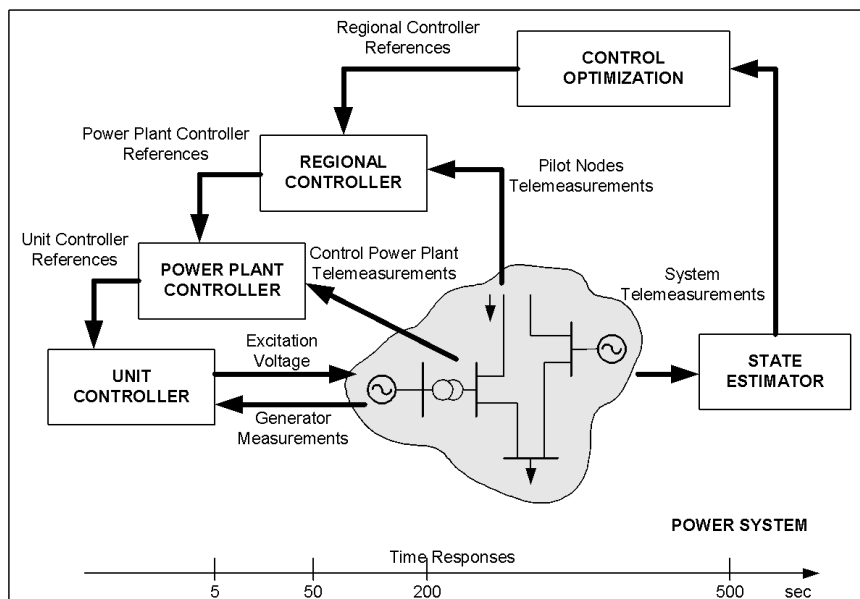 Regional Controller
References
CONTROL
OPTIMIZATION
Power Plant Controller
References
REGIONAL
CONTROLLER
Pilot Nodes
Telemeasurements
Unit Controller
References
POWER PLANT
CONTROLLER
Control Power Plant
Telemeasurements
System
Telemeasurements
UNIT
CONTROLLER
Excitation
Voltage
Generator
Measurements
STATE
ESTIMATOR
POWER SYSTEM
Time Responses
5 50 200 500 sec